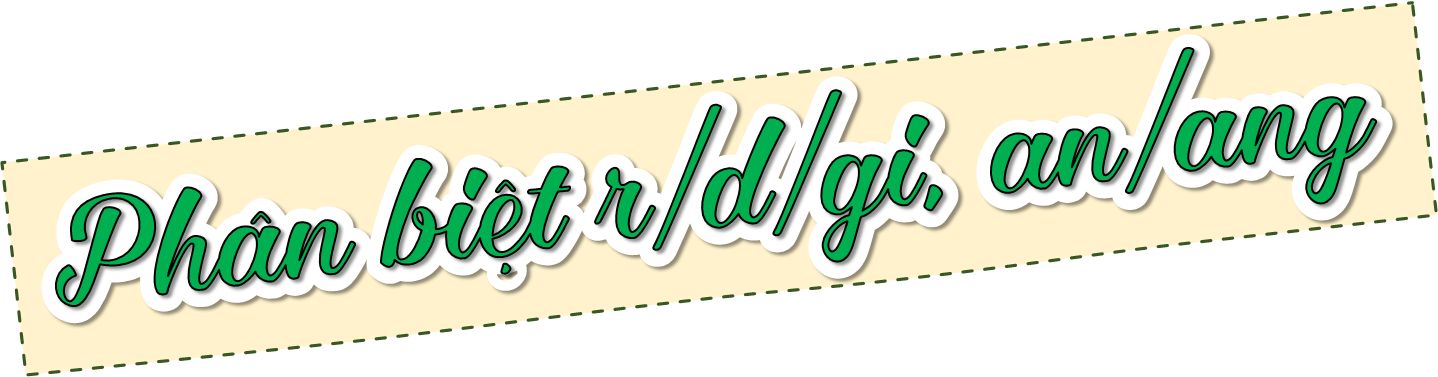 Phân biệt r/d/gi, an/ang